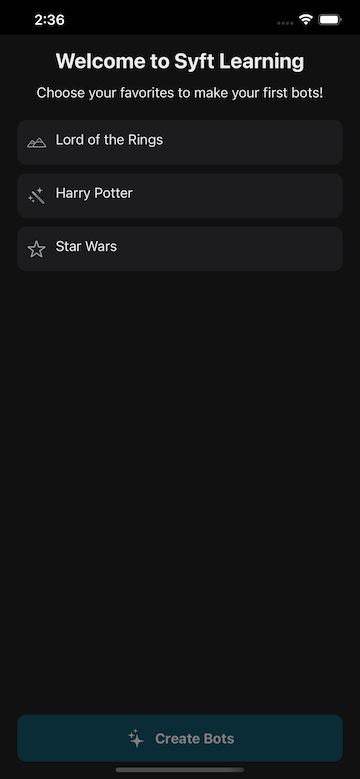 2:36
Welcome to Syft Learning
Choose your favorites to make your first bots!
Lord of the Rings
Harry Potter
Star Wars
Create Bots